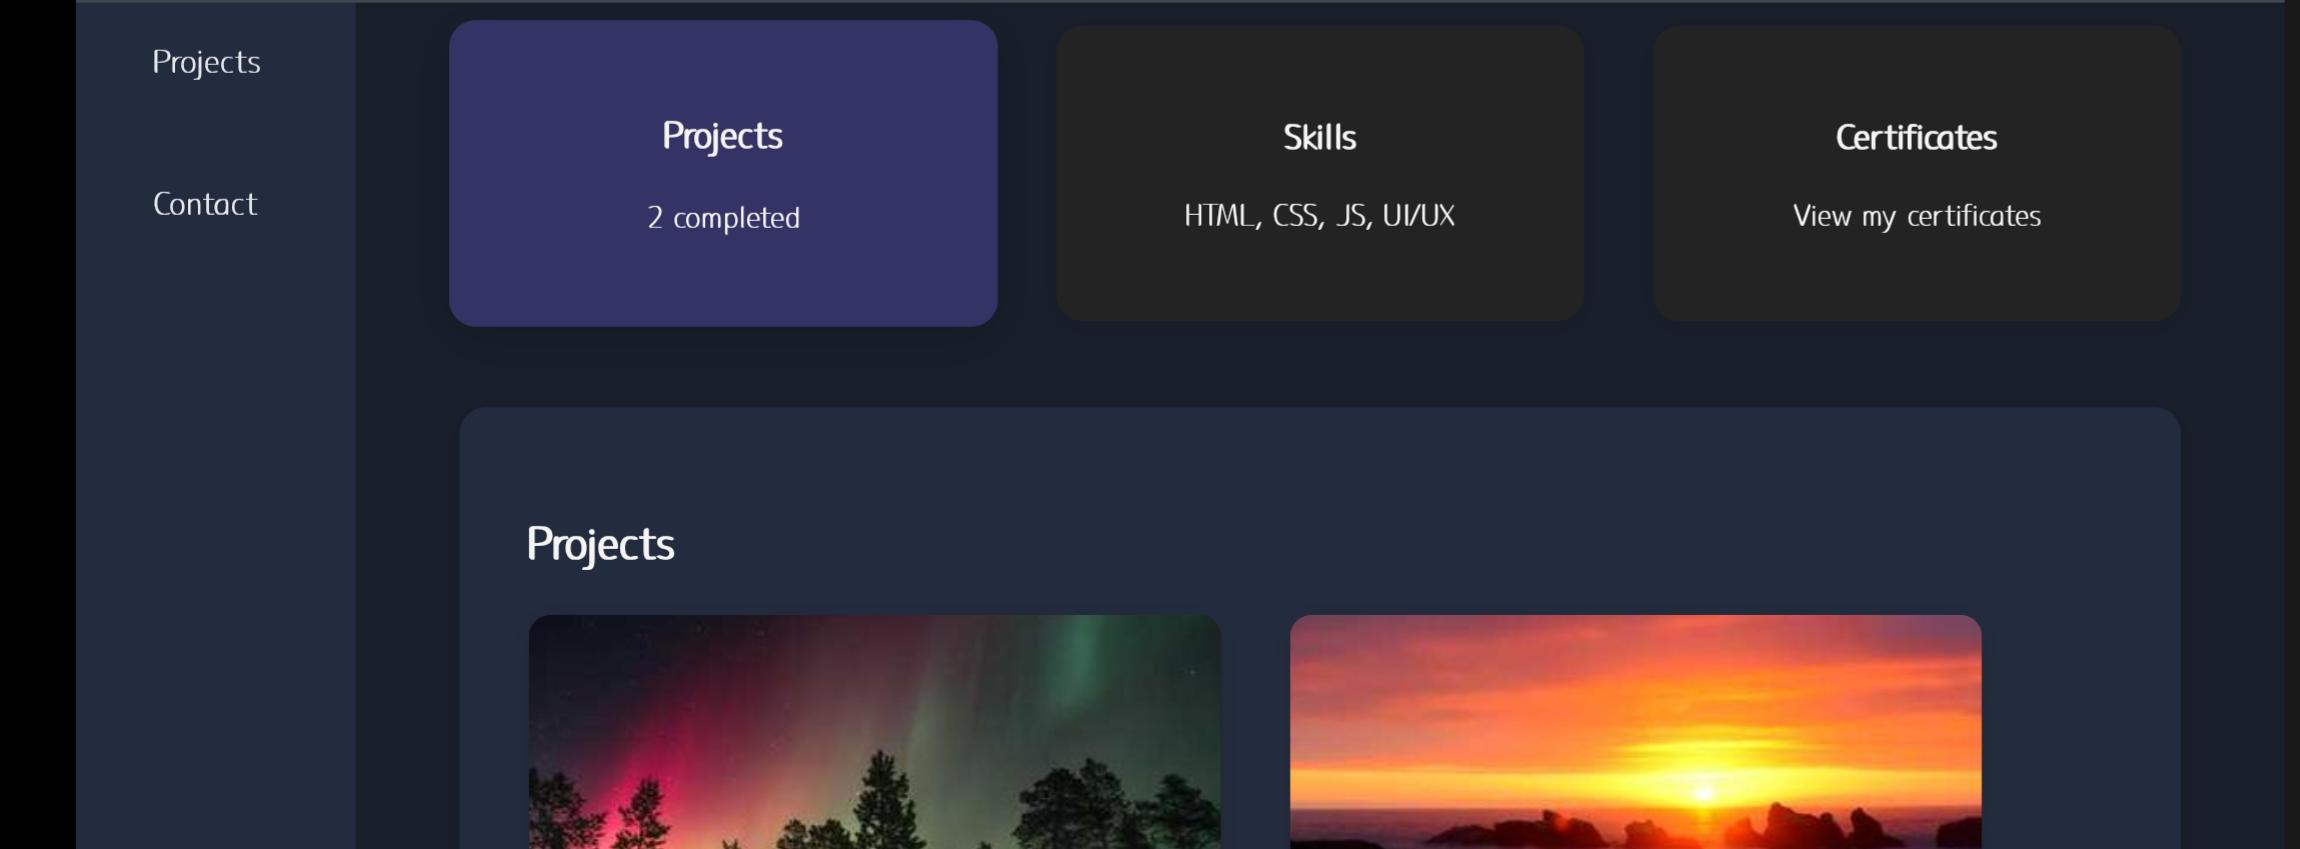 Projects
Contact
Projects
2 completed
Skills
HTML, CSS, JS, UI/UX
Certificates
View my certificates
Projects